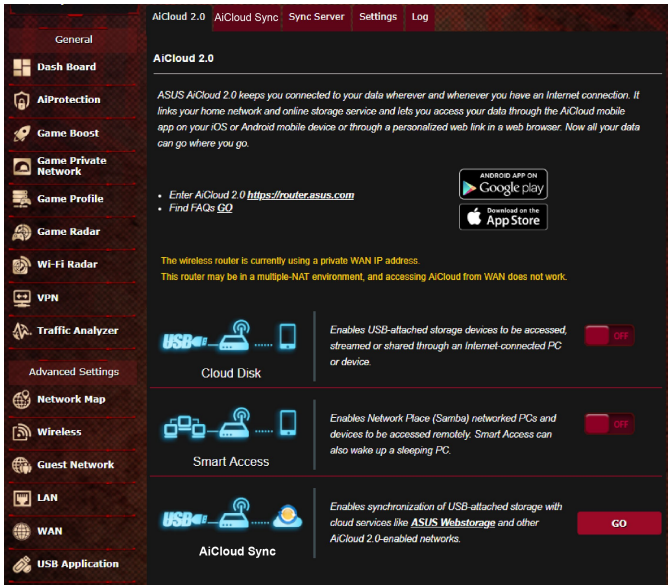 General
Dash Board
AiProtection
Game Boost
Game Private
Network
Game Profile
Game Radar
Wi-Fi Radar
VPN
Traffic Analyzer
Advanced Settings
Network Map
Wireless
Guest Network
LAN
WAN
USB Application
AiCloud 2.0
AiCloud Sync
Sync Server
Settings
Log
AiCloud 2.0
ASUS AiCloud 2.0 keeps you connected to your data wherever and whenever you have an Internet connection. It
links your home network and online storage service and lets you access your data through the AiCloud mobile
app on your iOS or Android mobile device or through a personalized web link in a web browser. Now all your data
can go where you go.
• Enter AiCloud 2.0 https://router.asus.com
• Find FAQs GO
ANDROID APP ON
Google play
Download on the
App Store
The wireless router is currently using a private WAN IP address.
This router may be in a multiple-NAT environment, and accessing AiCloud from WAN does not work.
USB
Cloud Disk
Enables USB-attached storage devices to be accessed,
streamed or shared through an Internet-connected PC
or device.
OFF
Smart Access
Enables Network Place (Samba) networked PCs and
devices to be accessed remotely. Smart Access can
also wake up a sleeping PC.
OFF
USB
AiCloud Sync
Enables synchronization of USB-attached storage with
cloud services like ASUS Webstorage and other
AiCloud 2.0-enabled networks.
GO